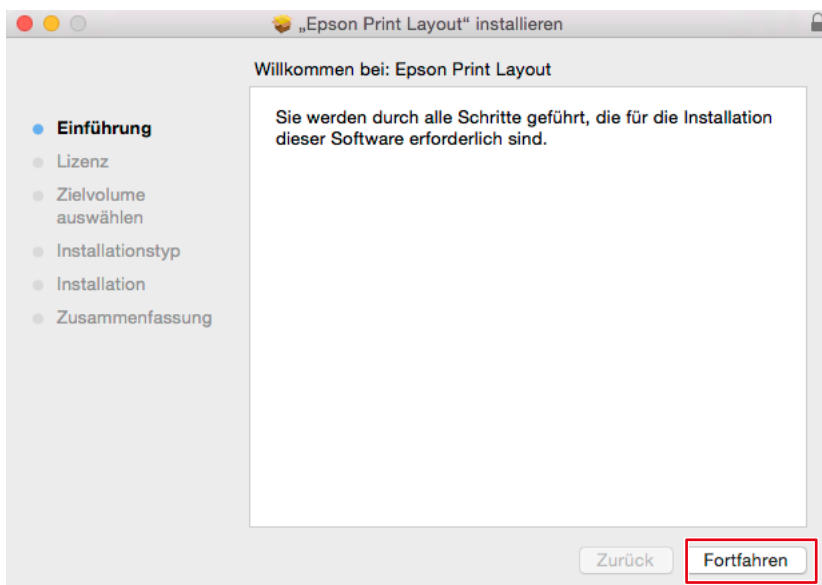 „Epson Print Layout“ installieren
Willkommen bei: Epson Print Layout
Einführung
Lizenz
Zielvolume
auswählen
Installationstyp
Installation
Zusammenfassung
Sie werden durch alle Schritte geführt, die für die Installation
dieser Software erforderlich sind.
Zurück
Fortfahren